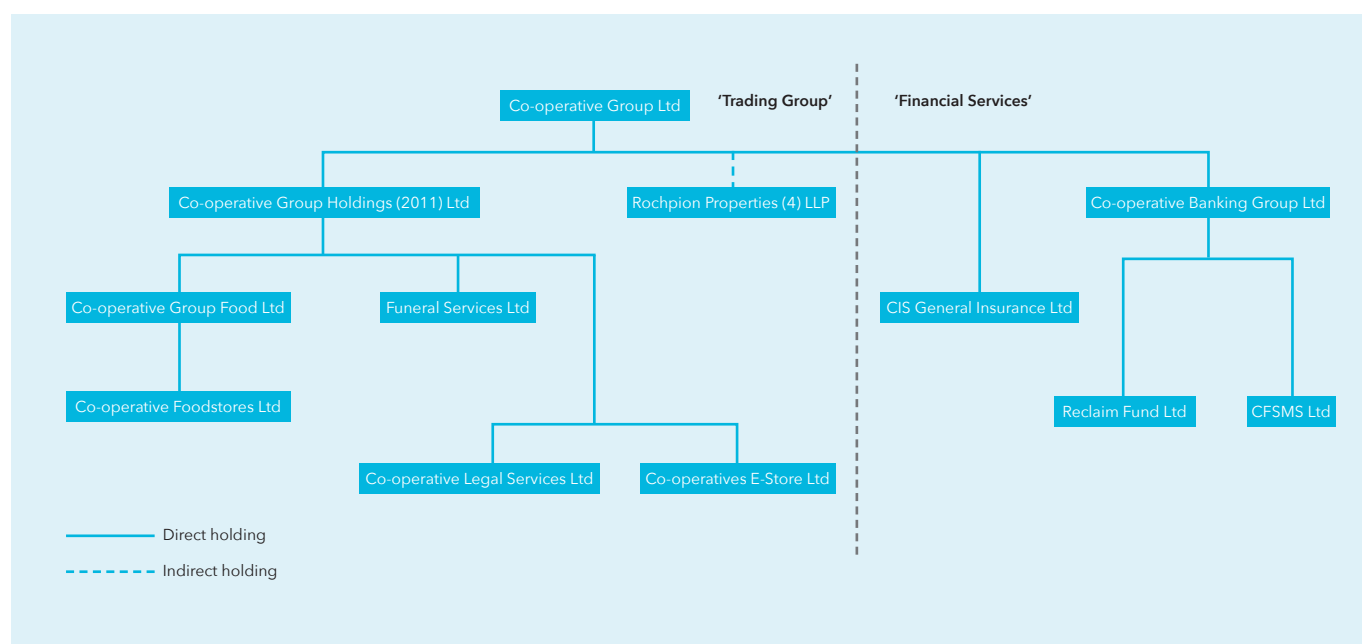 Co-operative Group Ltd
'Trading Group'
'Financial Services'
Co-operative Group Holdings (2011) Ltd
Rochpion Properties (4) LLP
Co-operative Banking Group Ltd
Co-operative Group Food Ltd
Funeral Services Ltd
CIS General Insurance Ltd
Co-operative Foodstores Ltd
Reclaim Fund Ltd
CFSMS Ltd
Co-operative Legal Services Ltd
Co-operatives E-Store Ltd
Direct holding
Indirect holding